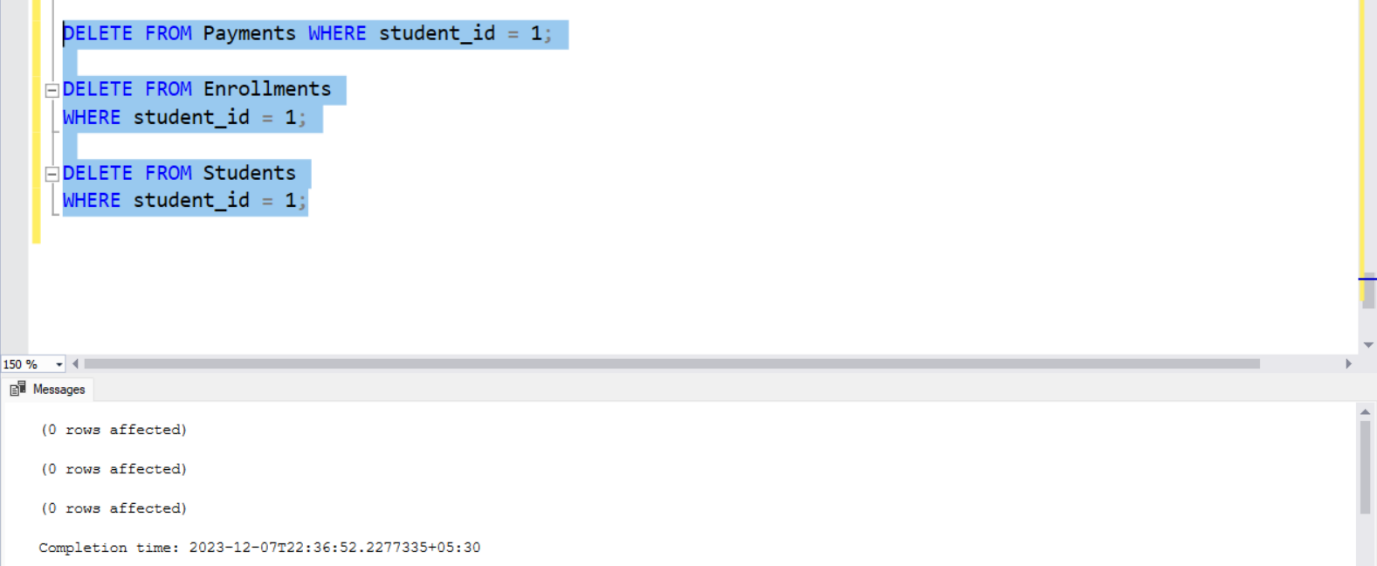 DELETE FROM Payments WHERE student_id = 1;
DELETE FROM Enrollments
WHERE student_id = 1;
DELETE FROM Students
WHERE student_id = 1;
150 %
Messages
(0 rows affected)
(0 rows affected)
(0 rows affected)
Completion time: 2023-12-07T22:36:52.2277335+05:30